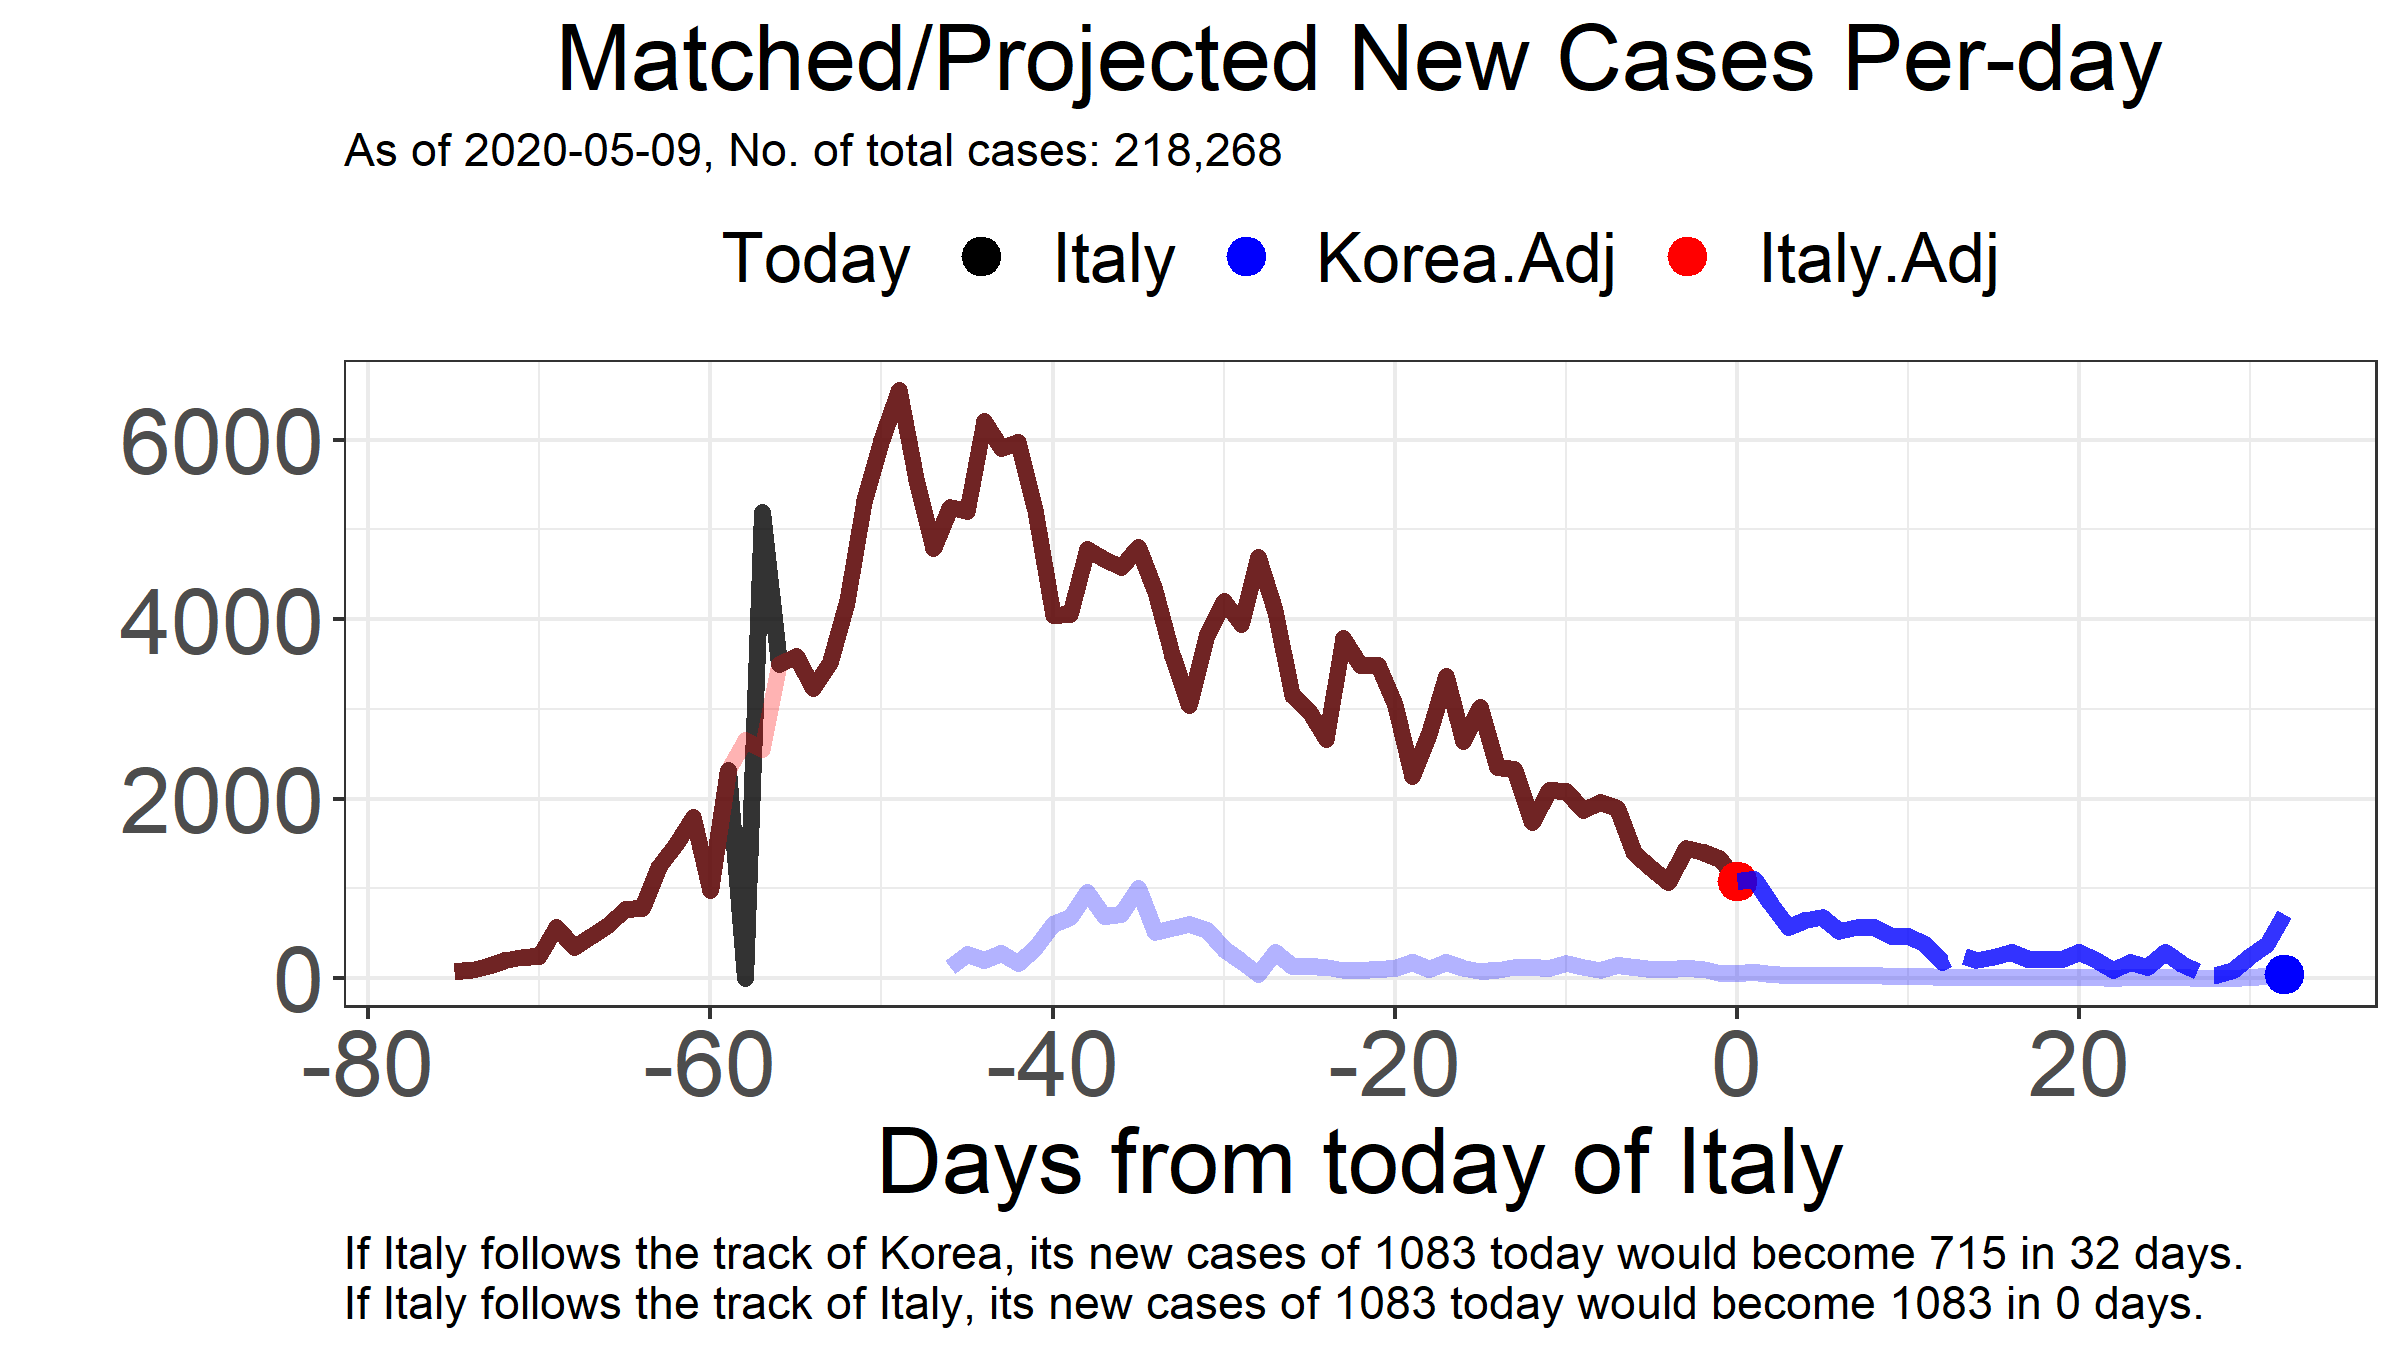 Matched/Projected New Cases Per-day
As of 2020-05-09, No. of total cases: 218,268
Today Italy Korea.Adj Italy.Adj
6000
4000
2000
0
-80 -60 -40 -20 0 20
Days from today of Italy
If Italy follows the track of Korea, its new cases of 1083 today would become 715 in 32 days.
If Italy follows the track of Italy, its new cases of 1083 today would become 1083 in 0 days.